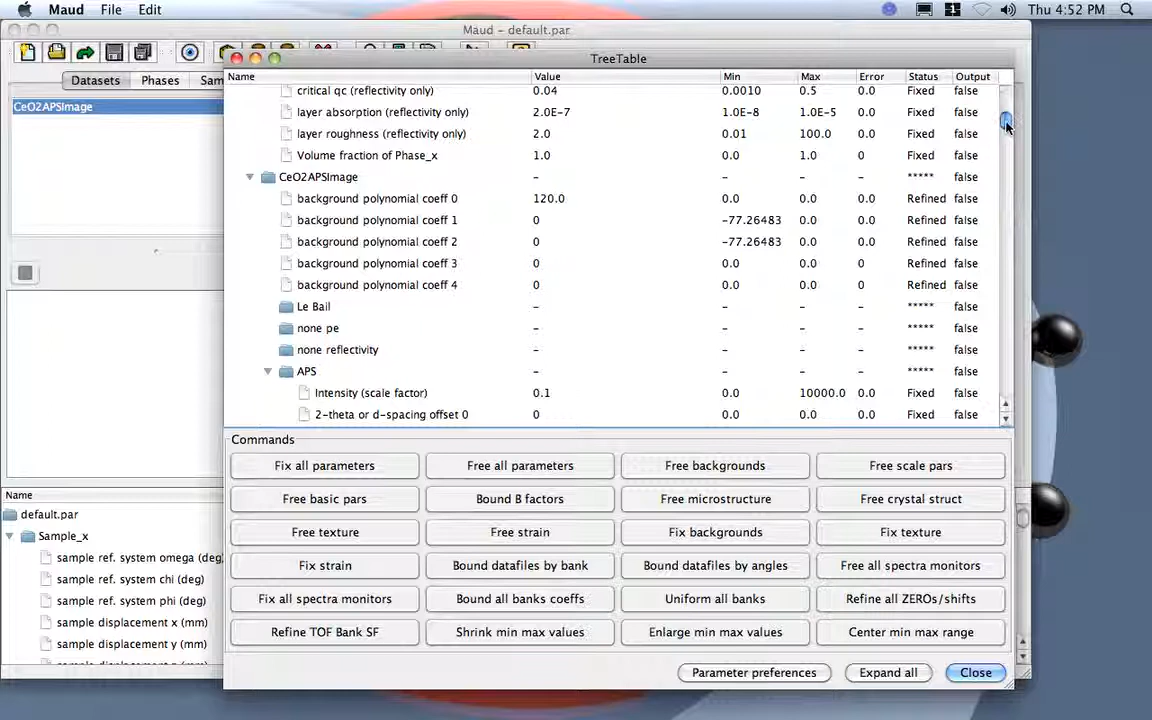 Maud File Edit 1 Thu 4:52 PM
Maud - default.par
TreeTable
Datasets Phases Sam
CeO2APSImage
Name Value Min Max Error Status Output
critical qc (reflectivity only) 0.04 0.0010 0.5 0.0 Fixed false
layer absorption (reflectivity only) 2.0E-7 1.0E-8 1.0E-5 0.0 Fixed false
layer roughness (reflectivity only) 2.0 0.01 100.0 0.0 Fixed false
Volume fraction of Phase_x 1.0 0.0 1.0 0 Fixed false
CeO2APSImage - - - - ***** false
background polynomial coeff 0 120.0 0.0 0.0 0.0 Refined false
background polynomial coeff 1 0 -77.26483 0.0 0.0 Refined false
background polynomial coeff 2 0 -77.26483 0.0 0.0 Refined false
background polynomial coeff 3 0 0.0 0.0 0 Refined false
background polynomial coeff 4 0 0.0 0.0 0 Refined false
Le Bail - - - - ***** false
none pe - - - - ***** false
none reflectivity - - - - ***** false
APS - - - - ***** false
Intensity (scale factor) 0.1 0.0 10000.0 0.0 Fixed false
2-theta or d-spacing offset 0 0 0.0 0.0 0.0 Fixed false
Commands
Fix all parameters Free all parameters Free backgrounds Free scale pars
Free basic pars Bound B factors Free microstructure Free crystal struct
Free texture Free strain Fix backgrounds Fix texture
Fix strain Bound datafiles by bank Bound datafiles by angles Free all spectra monitors
Fix all spectra monitors Bound all banks coeffs Uniform all banks Refine all ZEROs/shifts
Refine TOF Bank SF Shrink min max values Enlarge min max values Center min max range
Parameter preferences Expand all Close
Name
default.par
Sample_x
sample ref. system omega (deg
sample ref. system chi (deg)
sample ref. system phi (deg)
sample displacement x (mm)
sample displacement y (mm)